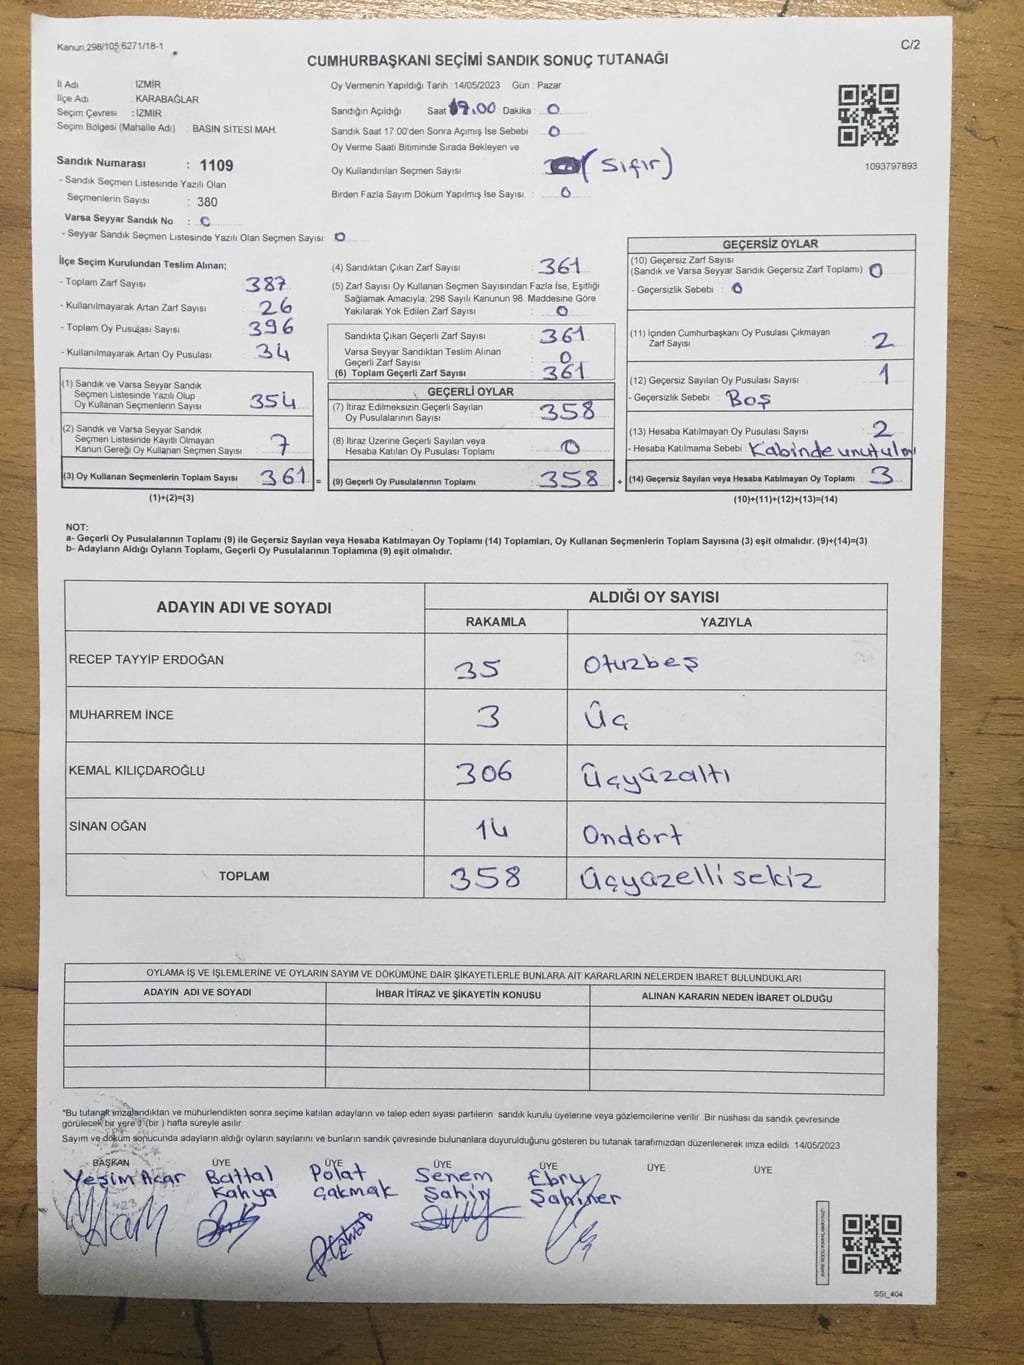 Kanun 298/105 6271/18-1
C/2
CUMHURBAŞKANI SEÇİMİ SANDIK SONUÇ TUTANAĞI
İl Adı : İZMİR
İlçe Adı : KARABAĞLAR
Seçim Çevresi : İZMİR
Seçim Bölgesi (Mahalle Adı) BASIN SİTESİ MAH.
Sandık Numarası : 1109
- Sandık Seçmen Listesinde Yazılı Olan
Seçmenlerin Sayısı : 380
Varsa Seyyar Sandık No : 0
- Seyyar Sandık Seçmen Listesinde Yazılı Olan Seçmen Sayısı: 0
Oy Vermenin Yapıldığı Tarih : 14/05/2023 Gün : Pazar
Sandığın Açıldığı Saat 17.00 Dakika : 0
Sandık Saat 17.00'den Sonra Açımış İse Sebebi : 0
Oy Verme Saati Bitiminde Sırada Bekleyen ve
Oy Kullandırılan Seçmen Sayısı : (Sıfır)
Birden Fazla Sayım Döküm Yapılmış İse Sayısı : 0
1093797893
İlçe Seçim Kurulundan Teslim Alınan;
- Toplam Zarf Sayısı : 387
- Kullanılmayarak Artan Zarf Sayısı : 26
- Toplam Oy Pusulası Sayısı : 396
- Kullanılmayarak Artan Oy Pusulası : 34
(1) Sandık ve Varsa Seyyar Sandık
Seçmen Listesinde Yazılı Olup
Oy Kullanan Seçmenlerin Sayısı : 354
(2) Sandık ve Varsa Seyyar Sandık
Seçmen Listesinde Kayıtlı Olmayan
Kanun Gereği Oy Kullanan Seçmen Sayısı : 7
(3) Oy Kullanan Seçmenlerin Toplam Sayısı : 361 =
(1)+(2)=(3)
(4) Sandıktan Çıkan Zarf Sayısı : 361
(5) Zarf Sayısı Oy Kullanan Seçmen Sayısından Fazla İse, Eşitliği
Sağlamak Amacıyla, 298 Sayılı Kanunun 98. Maddesine Göre
Yakılarak Yok Edilen Zarf Sayısı : 0
Sandıkta Çıkan Geçerli Zarf Sayısı : 361
Varsa Seyyar Sandıktan Teslim Alınan
Geçerli Zarf Sayısı : 0
(6) Toplam Geçerli Zarf Sayısı : 361
GEÇERLİ OYLAR
(7) İtiraz Edilmeksizin Geçerli Sayılan
Oy Pusulalarının Sayısı : 358
(8) İtiraz Üzerine Geçerli Sayılan veya
Hesaba Katılan Oy Pusulası Toplamı : 0
(9) Geçerli Oy Pusulalarının Toplamı : 358 +
GEÇERSİZ OYLAR
(10) Geçersiz Zarf Sayısı
(Sandık ve Varsa Seyyar Sandık Geçersiz Zarf Toplamı) : 0
- Geçersizlik Sebebi : 0
(11) İçinden Cumhurbaşkanı Oy Pusulası Çıkmayan
Zarf Sayısı : 2
(12) Geçersiz Sayılan Oy Pusulası Sayısı : 1
- Geçersizlik Sebebi : Boş
(13) Hesaba Katılmayan Oy Pusulası Sayısı : 2
- Hesaba Katılmama Sebebi : Kabinde
(14) Geçersiz Sayılan veya Hesaba Katılmayan Oy Toplamı : 3
(10)+(11)+(12)+(13)=(14)
NOT:
a- Geçerli Oy Pusulalarının Toplamı (9) ile Geçersiz Sayılan veya Hesaba Katılmayan Oy Toplamı (14) Toplamları, Oy Kullanan Seçmenlerin Toplam Sayısına (3) eşit olmalıdır. (9)+(14)=(3)
b- Adayların Aldığı Oyların Toplamı, Geçerli Oy Pusulalarının Toplamına (9) eşit olmalıdır.
ADAYIN ADI VE SOYADI
ALDIĞI OY SAYISI
RAKAMLA YAZIYLA
RECEP TAYYİP ERDOĞAN 35 Otuzbeş
MUHARREM İNCE 3 Üç
KEMAL KILIÇDAROĞLU 306 Üçyüzaltı
SİNAN OĞAN 14 Ondört
TOPLAM 358 Üçyüzellisekiz
OYLAMA İŞ VE İŞLEMLERİNE VE OYLARIN SAYIM VE DÖKÜMÜNE DAİR ŞİKAYETLERLE BUNLARA AİT KARARLARIN NELERDEN İBARET BULUNDUKLARI
ADAYIN ADI VE SOYADI İHBAR İTİRAZ VE ŞİKAYETİN KONUSU ALINAN KARARIN NEDEN İBARET OLDUĞU
*Bu tutanak imzalandıktan ve mühürlendikten sonra seçime katılan adayların ve talep eden siyasi partilerin sandık kurulu üyelerine veya gözlemcilerine verilir. Bir nüshası da sandık çevresinde
görülecek bir yere 1 (bir) hafta süreyle asılır.
Sayım ve döküm sonucunda adayların aldığı oyların sayılarını ve bunların sandık çevresinde bulunanlara duyurulduğunu gösteren bu tutanak tarafımızdan düzenlenerek imza edildi. 14/05/2023
BAŞKAN ÜYE ÜYE ÜYE ÜYE ÜYE ÜYE
Yeşim Acar Battal Polat Senem Ebru
Kahya Çakmak Şahin Şahiner
SSI_404